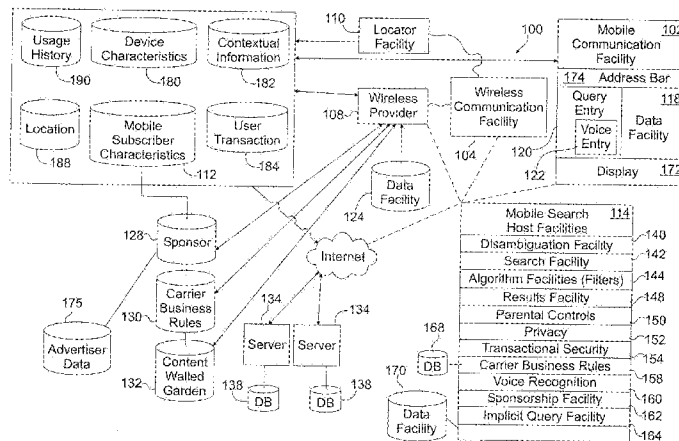 Usage
History
190
Device
Characteristics
180
Contextual
Information
182
Location
188
Mobile
Subscriber
Characteristics
112
User
Transaction
184
110
Locator
Facility
100
Wireless
Provider
108
Wireless
Communication
Facility
104
Mobile 102
Communication
Facility
174 Address Bar
Query
Entry
Voice
Entry
118
Data
Facility
120
122
Display 172
Data
Facility
124
128
Sponsor
130
Carrier
Business
Rules
132
Content
Walled
Garden
175
Advertiser
Data
Internet
134
Server
138
DB
134
Server
138
DB
Mobile Search 114
Host Facilities
Disambiguation Facility 140
Search Facility 142
Algorithm Facilities (Filters) 144
Results Facility 148
Parental Controls 150
Privacy 152
Transactional Security 154
Carrier Business Rules 158
Voice Recognition 160
Sponsorship Facility 162
Implicit Query Facility 164
168
DB
170
Data
Facility